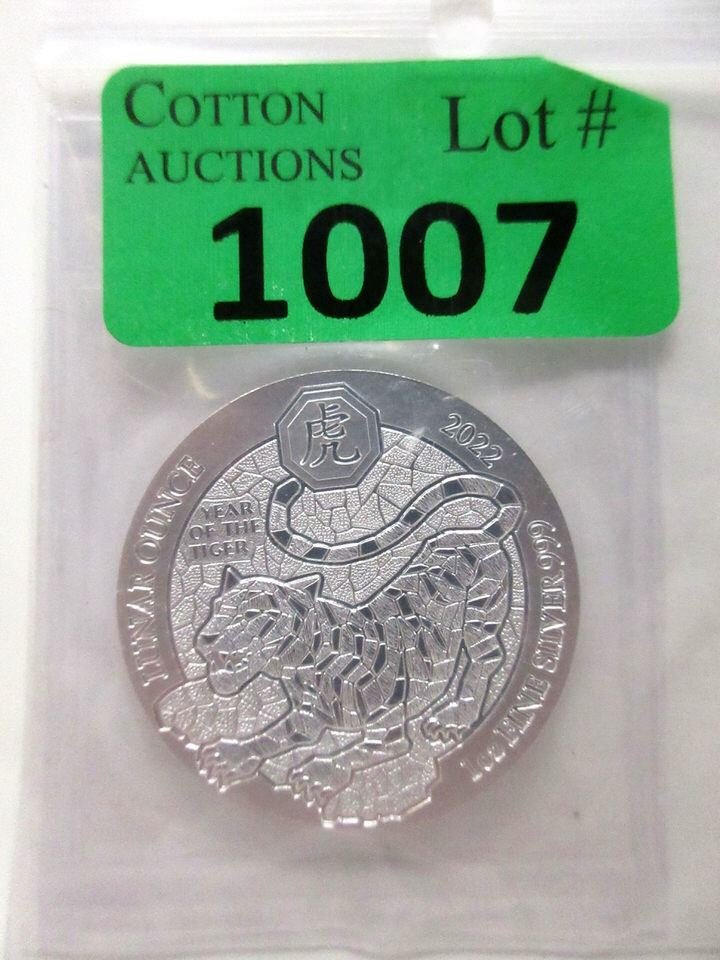 COTTON
AUCTIONS
Lot #
1007
虎
2022
LUNAR OUNCE
YEAR
OF THE
TIGER
1oz FINE SILVER 999